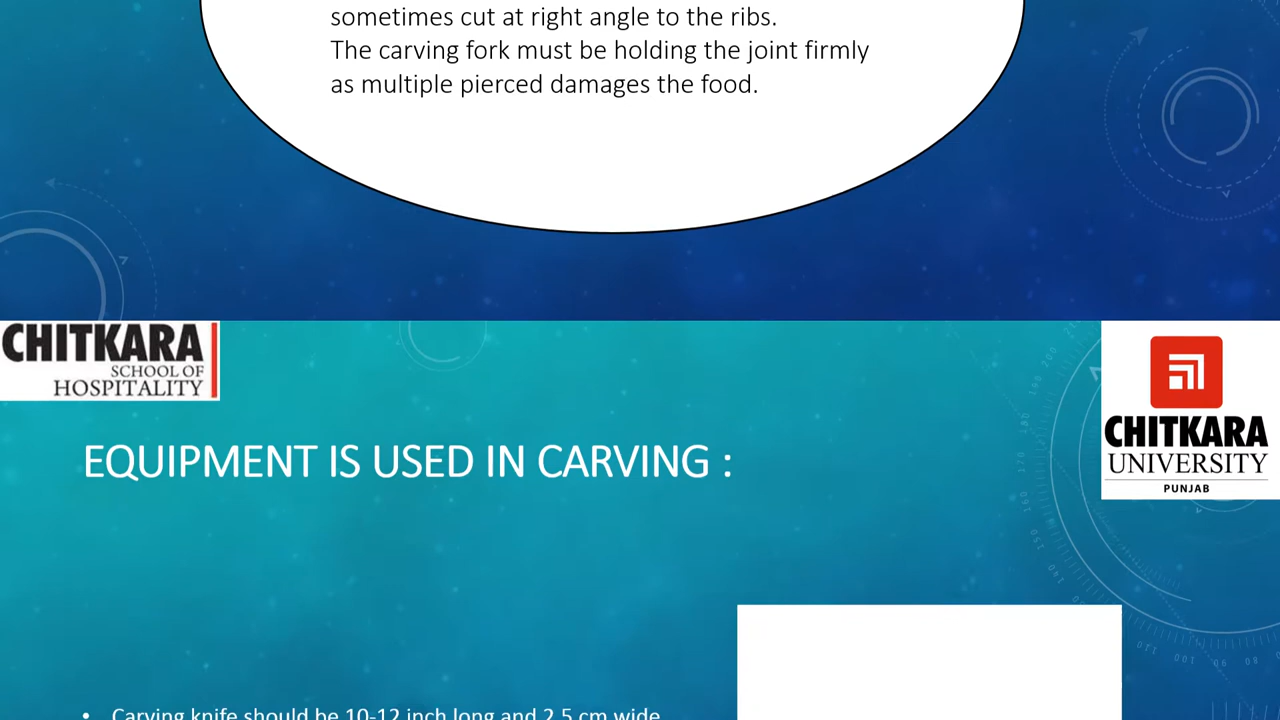 sometimes cut at right angle to the ribs.
The carving fork must be holding the joint firmly
as multiple pierced damages the food.
CHITKARA
SCHOOL OF
HOSPITALITY
CHITKARA
UNIVERSITY
PUNJAB
EQUIPMENT IS USED IN CARVING :
• Carving knife should be 10-12 inch long and 2.5 cm wide